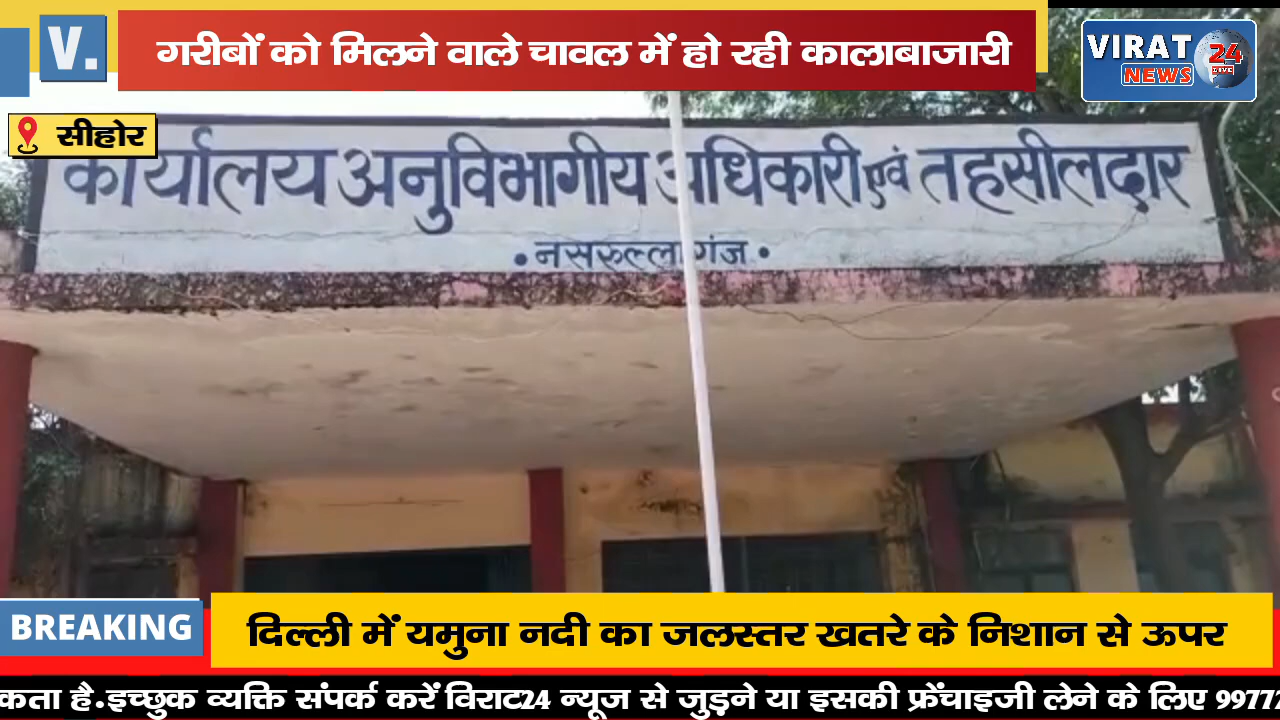 V.
गरीबों को मिलने वाले चावल में हो रही कालाबाजारी
VIRAT
24
NEWS
LIVE
सीहोर
कार्यालय अनुविभागीय अधिकारी एवं तहसीलदार
• नसरुल्लागंज •
BREAKING
दिल्ली में यमुना नदी का जलस्तर खतरे के निशान से ऊपर
कता है.इच्छुक व्यक्ति संपर्क करें विराट24 न्यूज से जुड़ने या इसकी फ्रेंचाइजी लेने के लिए 9977